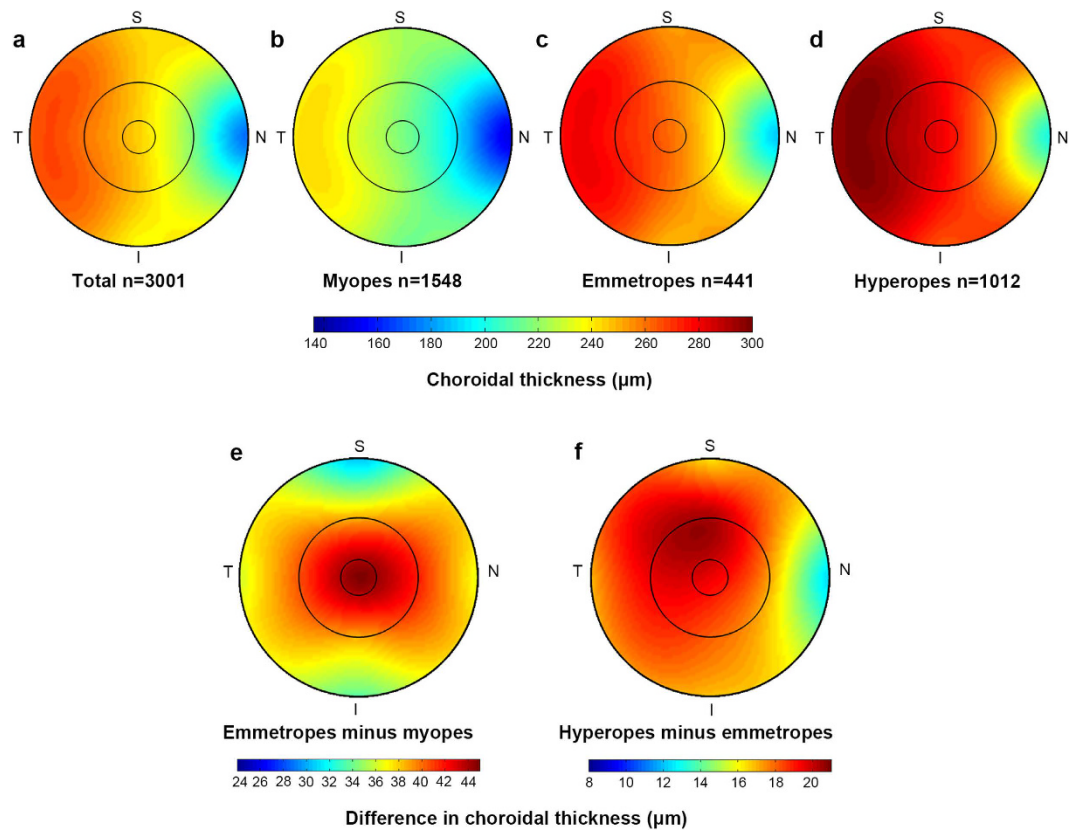 a
S
T
N
I
Total n=3001
b
S
T
N
I
Myopes n=1548
c
S
T
N
I
Emmetropes n=441
d
S
T
N
I
Hyperopes n=1012
140 160 180 200 220 240 260 280 300
Choroidal thickness (µm)
e
S
T
N
I
Emmetropes minus myopes
24 26 28 30 32 34 36 38 40 42 44
f
S
T
N
I
Hyperopes minus emmetropes
8 10 12 14 16 18 20
Difference in choroidal thickness (µm)